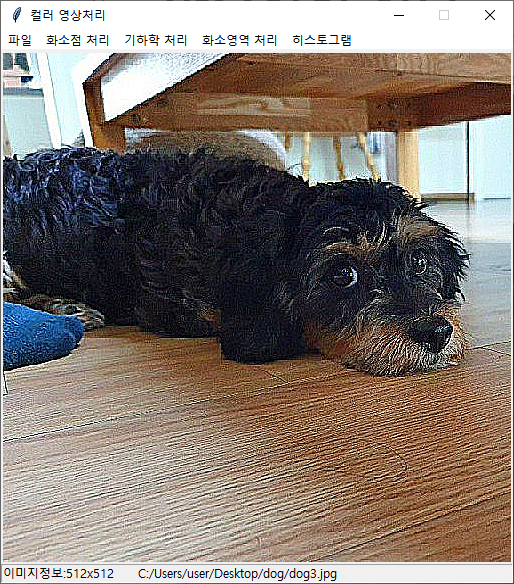 컬러 영상처리
파일 화소점 처리 기하학 처리 화소영역 처리 히스토그램
이미지정보:512x512 C:/Users/user/Desktop/dog/dog3.jpg